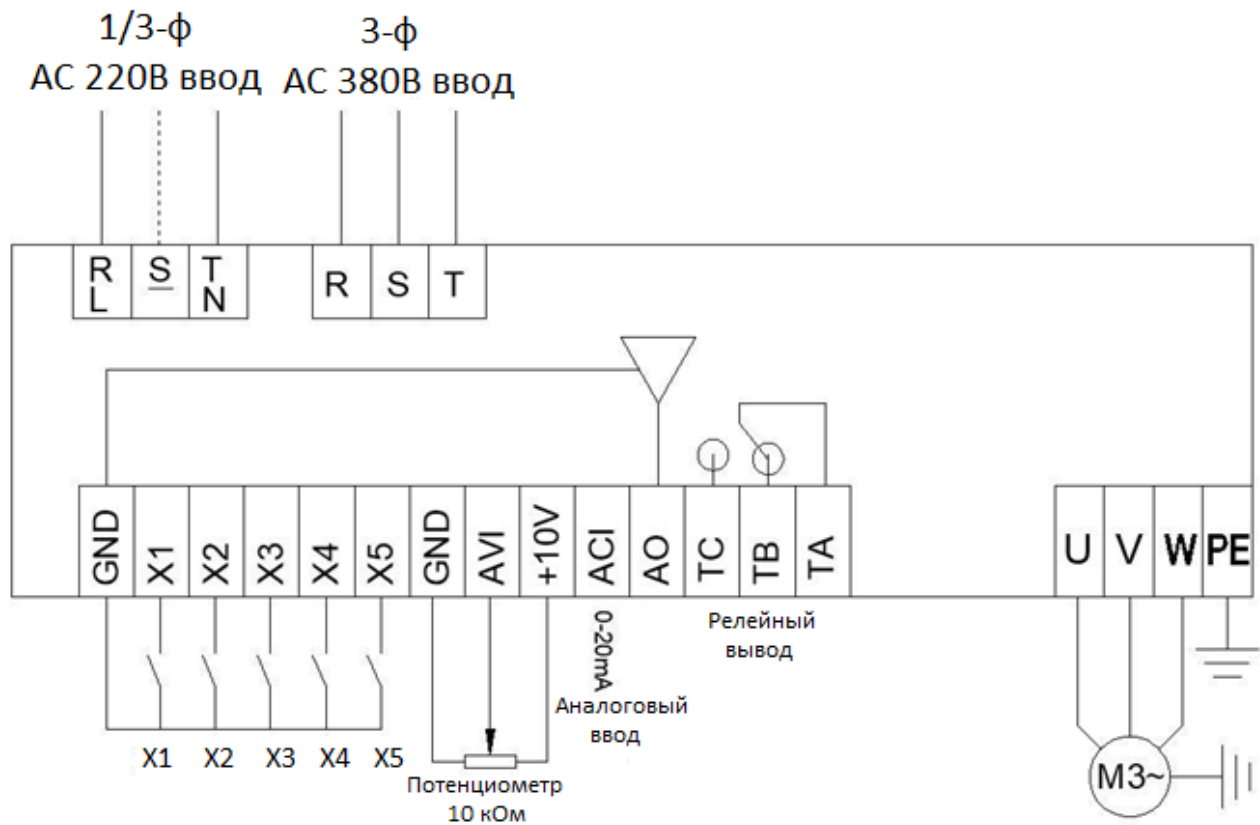 1/3-ф
АС 220В ввод
3-ф
АС 380В ввод
R
L
S
T
N
R
S
T
GND
X1
X2
X3
X4
X5
GND
AVI
+10V
ACI
AO
TC
TB
TA
U
V
W
PE
0-20mA
Релейный
вывод
Аналоговый
ввод
X1
X2
X3
X4
X5
Потенциометр
10 кОм
М3~